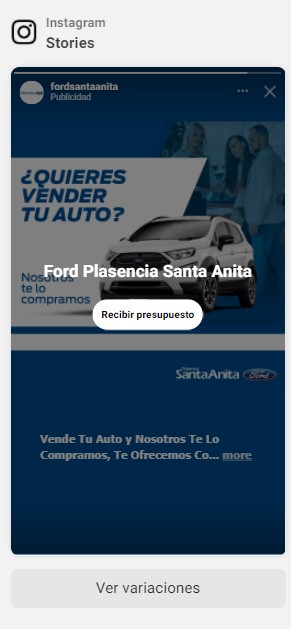 Instagram
Stories
fordsantaanita
Publicidad
¿QUIERES
VENDER
TU AUTO?
Ford Plasencia Santa Anita
Nosotros
te lo
compramos
Recibir presupuesto
SantaAnita Ford
Vende Tu Auto y Nosotros Te Lo
Compramos, Te Ofrecemos Co... more
Ver variaciones